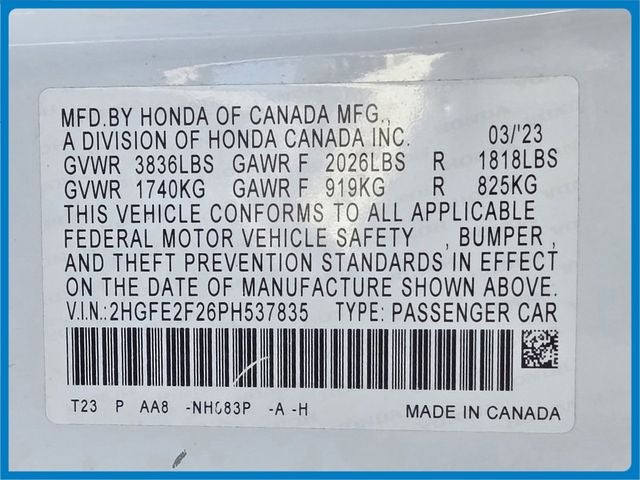 MFD.BY HONDA OF CANADA MFG.,
A DIVISION OF HONDA CANADA INC. 03/'23
GVWR 3836LBS GAWR F 2026LBS R 1818LBS
GVWR 1740KG GAWR F 919KG R 825KG
THIS VEHICLE CONFORMS TO ALL APPLICABLE
FEDERAL MOTOR VEHICLE SAFETY , BUMPER ,
AND THEFT PREVENTION STANDARDS IN EFFECT
ON THE DATE OF MANUFACTURE SHOWN ABOVE.
V.I.N.:2HGFE2F26PH537835 TYPE: PASSENGER CAR
T23 P AA8 -NH883P -A -H MADE IN CANADA